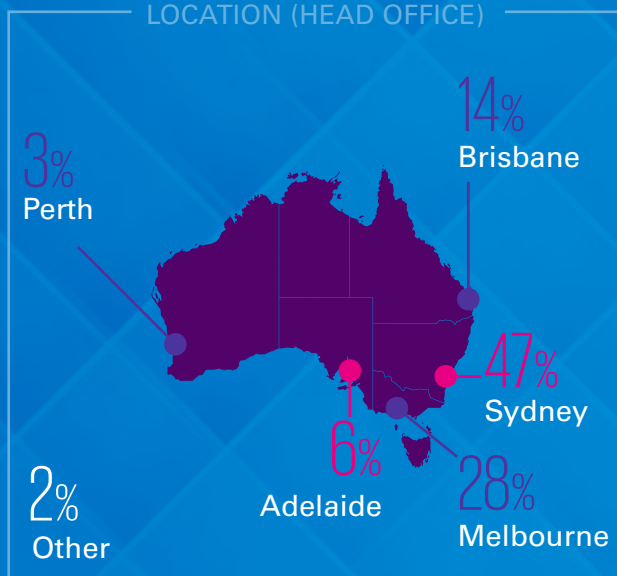 LOCATION (HEAD OFFICE)
14%
Brisbane
3%
Perth
47%
Sydney
6%
Adelaide
28%
Melbourne
2%
Other